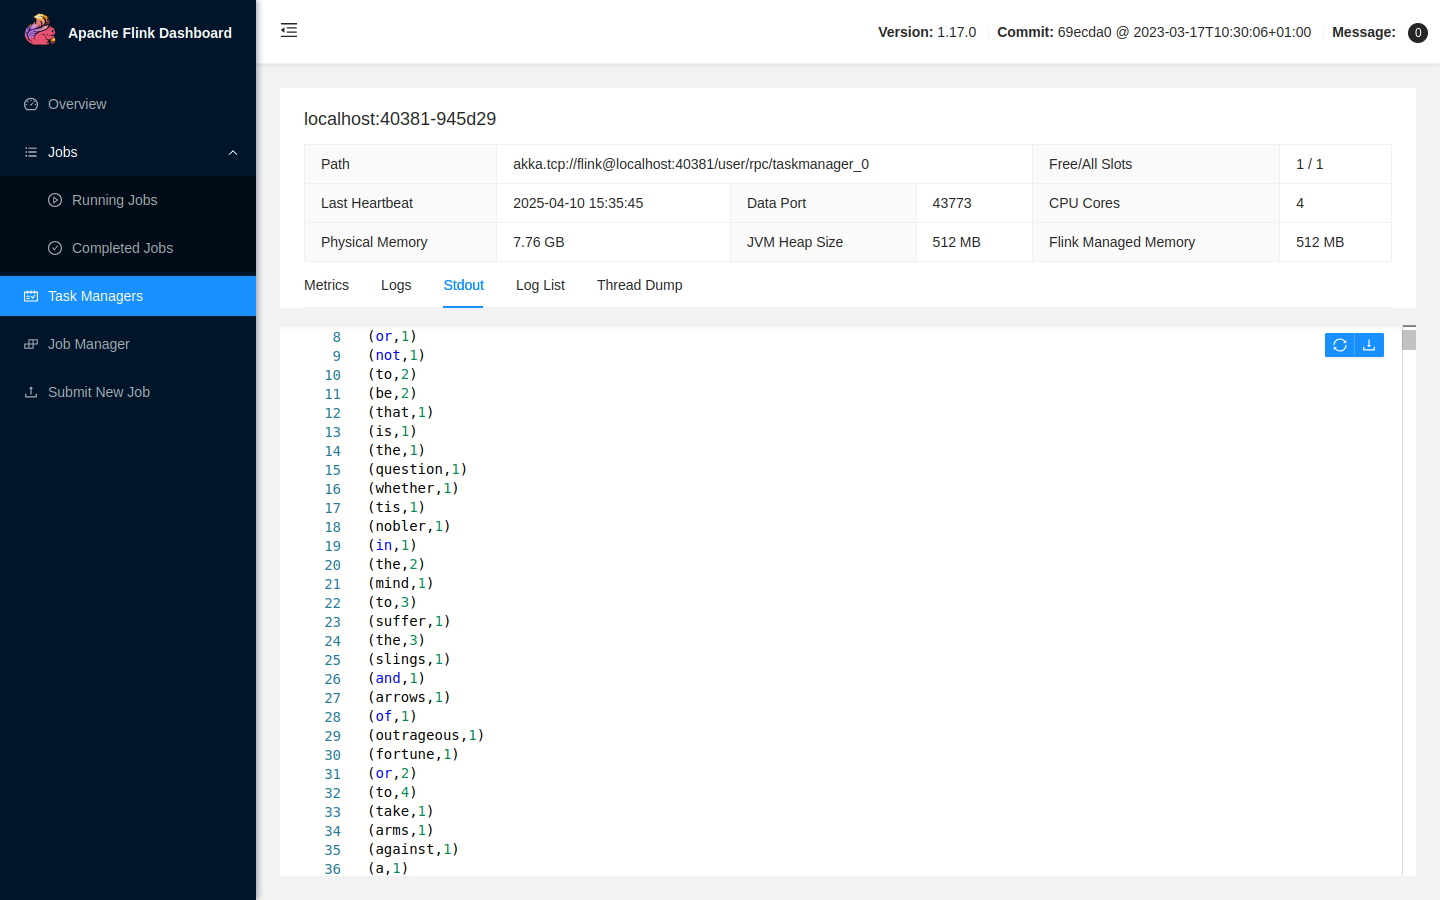 Apache Flink Dashboard
Version: 1.17.0 Commit: 69ecda0 @ 2023-03-17T10:30:06+01:00 Message: 0
Overview
Jobs
Running Jobs
Completed Jobs
Task Managers
Job Manager
Submit New Job
localhost:40381-945d29
Path akka.tcp://flink@localhost:40381/user/rpc/taskmanager_0 Free/All Slots 1 / 1
Last Heartbeat 2025-04-10 15:35:45 Data Port 43773 CPU Cores 4
Physical Memory 7.76 GB JVM Heap Size 512 MB Flink Managed Memory 512 MB
Metrics Logs Stdout Log List Thread Dump
8 (or,1)
9 (not,1)
10 (to,2)
11 (be,2)
12 (that,1)
13 (is,1)
14 (the,1)
15 (question,1)
16 (whether,1)
17 (tis,1)
18 (nobler,1)
19 (in,1)
20 (the,2)
21 (mind,1)
22 (to,3)
23 (suffer,1)
24 (the,3)
25 (slings,1)
26 (and,1)
27 (arrows,1)
28 (of,1)
29 (outrageous,1)
30 (fortune,1)
31 (or,2)
32 (to,4)
33 (take,1)
34 (arms,1)
35 (against,1)
36 (a,1)